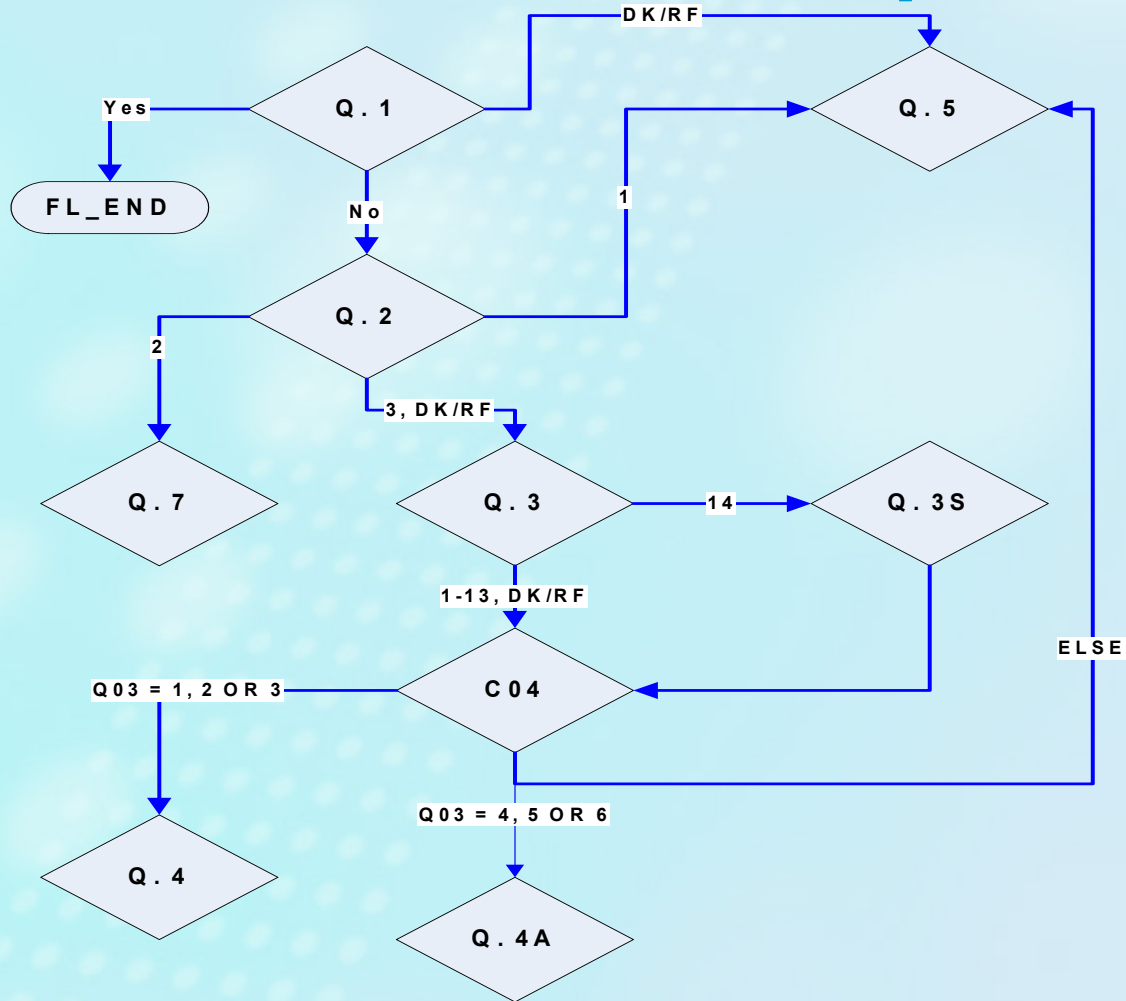 DK/RF
Yes
Q. 1
Q. 5
FL_END
No
1
Q. 2
2
3, DK/RF
Q. 7
Q. 3
14
Q. 3S
1-13, DK/RF
ELSE
Q03 = 1, 2 OR 3
C04
Q03 = 4, 5 OR 6
Q. 4
Q. 4A